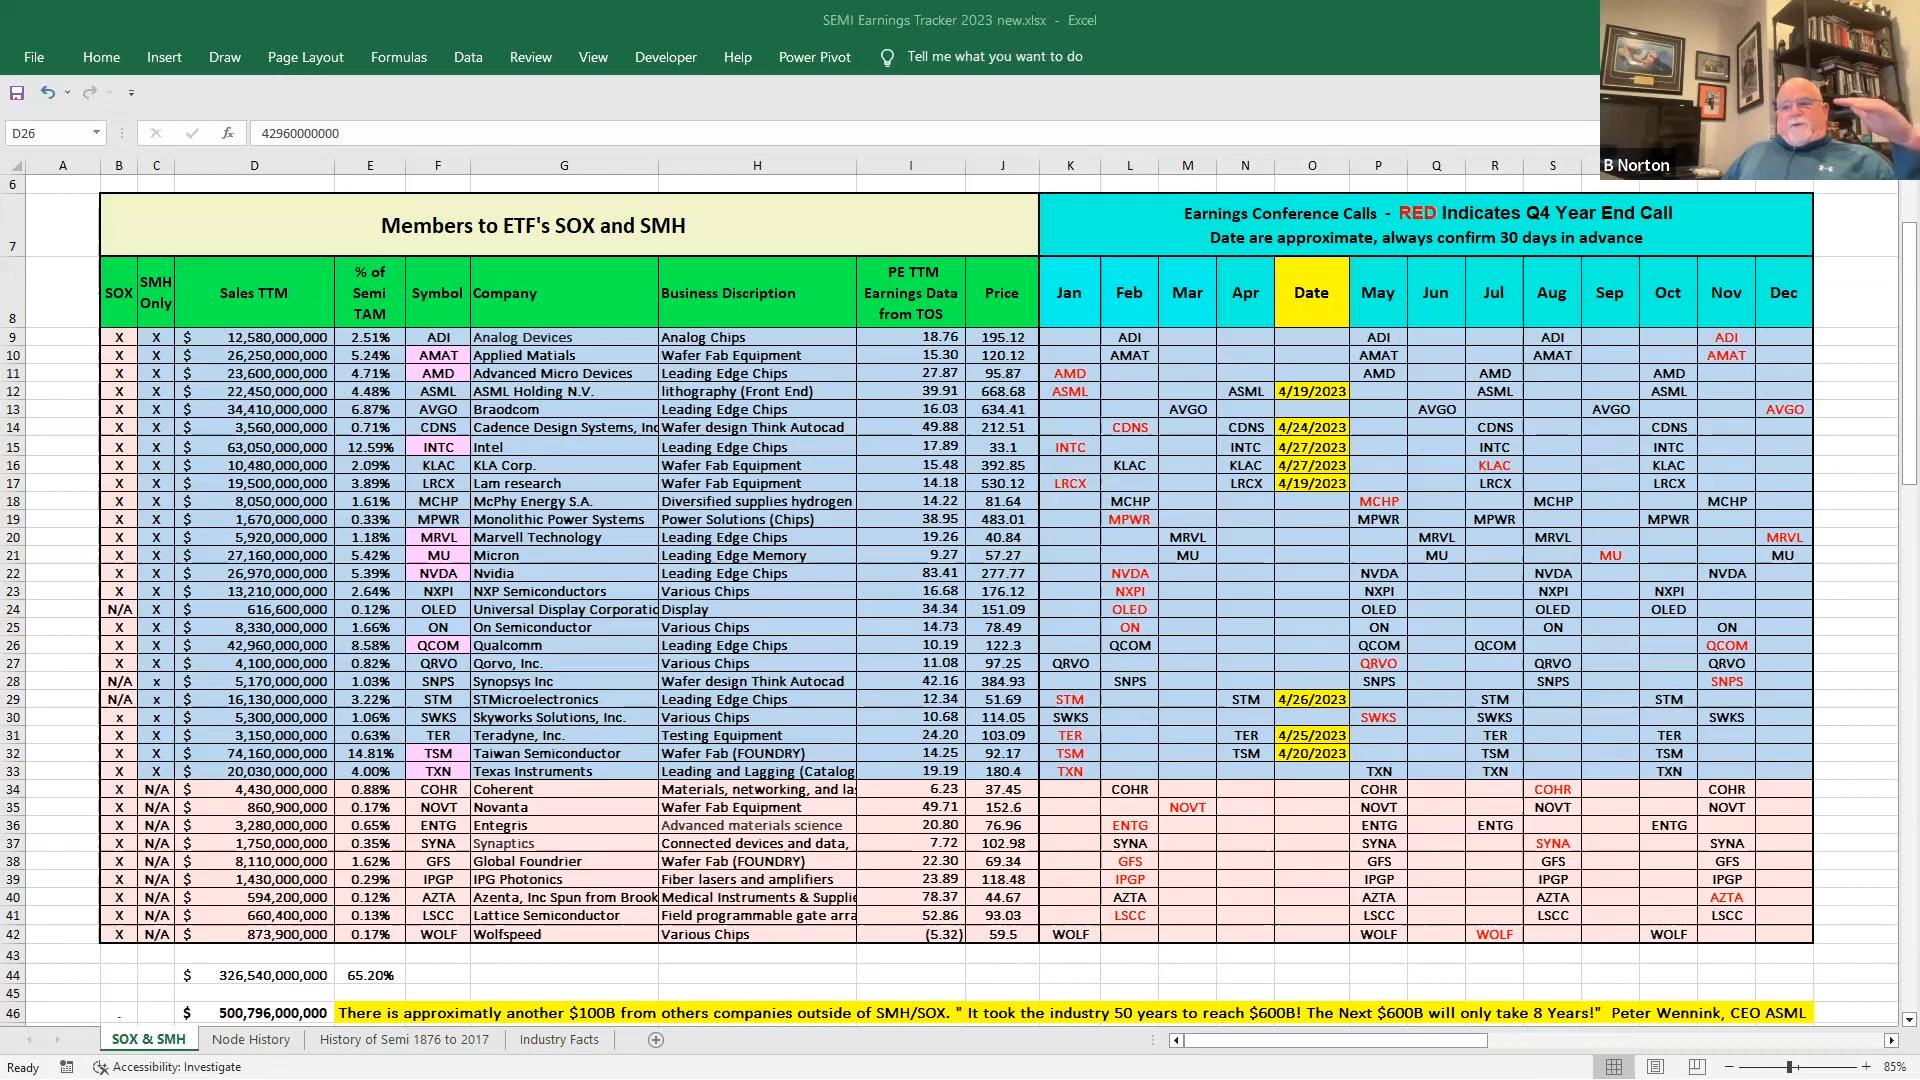 SEMI Earnings Tracker 2023 new.xlsx - Excel
File Home Insert Draw Page Layout Formulas Data Review View Developer Help Power Pivot Tell me what you want to do
D26 fx 42960000000
B Norton
A B C D E F G H I J K L M N O P Q R S
6
7 Members to ETF's SOX and SMH Earnings Conference Calls - RED Indicates Q4 Year End Call
Date are approximate, always confirm 30 days in advance
8 SOX SMH Only Sales TTM % of Semi TAM Symbol Company Business Discription PE TTM Earnings Data from TOS Price Jan Feb Mar Apr Date May Jun Jul Aug Sep Oct Nov Dec
9 X X $ 12,580,000,000 2.51% ADI Analog Devices Analog Chips 18.76 195.12 ADI ADI ADI ADI
10 X X $ 26,250,000,000 5.24% AMAT Applied Matials Wafer Fab Equipment 15.30 120.12 AMAT AMAT AMAT AMAT
11 X X $ 23,600,000,000 4.71% AMD Advanced Micro Devices Leading Edge Chips 27.87 95.87 AMD AMD AMD AMD
12 X X $ 22,450,000,000 4.48% ASML ASML Holding N.V. lithography (Front End) 39.91 668.68 ASML ASML 4/19/2023 ASML ASML
13 X X $ 34,410,000,000 6.87% AVGO Braodcom Leading Edge Chips 16.03 634.41 AVGO AVGO AVGO AVGO
14 X X $ 3,560,000,000 0.71% CDNS Cadence Design Systems, Inc Wafer design Think Autocad 49.88 212.51 CDNS CDNS 4/24/2023 CDNS CDNS
15 X X $ 63,050,000,000 12.59% INTC Intel Leading Edge Chips 17.89 33.1 INTC INTC 4/27/2023 INTC INTC
16 X X $ 10,480,000,000 2.09% KLAC KLA Corp. Wafer Fab Equipment 15.48 392.85 KLAC KLAC 4/27/2023 KLAC KLAC
17 X X $ 19,500,000,000 3.89% LRCX Lam research Wafer Fab Equipment 14.18 530.12 LRCX LRCX 4/19/2023 LRCX LRCX
18 X X $ 8,050,000,000 1.61% MCHP McPhy Energy S.A. Diversified supplies hydrogen 14.22 81.64 MCHP MCHP MCHP MCHP
19 X X $ 1,670,000,000 0.33% MPWR Monolithic Power Systems Power Solutions (Chips) 38.95 483.01 MPWR MPWR MPWR MPWR
20 X X $ 5,920,000,000 1.18% MRVL Marvell Technology Leading Edge Chips 19.26 40.84 MRVL MRVL MRVL MRVL
21 X X $ 27,160,000,000 5.42% MU Micron Leading Edge Memory 9.27 57.27 MU MU MU MU
22 X X $ 26,970,000,000 5.39% NVDA Nvidia Leading Edge Chips 83.41 277.77 NVDA NVDA NVDA NVDA
23 X X $ 13,210,000,000 2.64% NXPI NXP Semiconductors Various Chips 16.68 176.12 NXPI NXPI NXPI NXPI
24 N/A X $ 616,600,000 0.12% OLED Universal Display Corporatio Display 34.34 151.09 OLED OLED OLED OLED
25 X X $ 8,330,000,000 1.66% ON On Semiconductor Various Chips 14.73 78.49 ON ON ON ON
26 X X $ 42,960,000,000 8.58% QCOM Qualcomm Leading Edge Chips 10.19 122.3 QCOM QCOM QCOM QCOM
27 X X $ 4,100,000,000 0.82% QRVO Qorvo, Inc. Various Chips 11.08 97.25 QRVO QRVO QRVO QRVO
28 N/A X $ 5,170,000,000 1.03% SNPS Synopsys Inc Wafer design Think Autocad 42.16 384.93 SNPS SNPS SNPS SNPS
29 N/A x $ 16,130,000,000 3.22% STM STMicroelectronics Leading Edge Chips 12.34 51.69 STM STM 4/26/2023 STM STM
30 x x $ 5,300,000,000 1.06% SWKS Skyworks Solutions, Inc. Various Chips 10.68 114.05 SWKS SWKS SWKS SWKS
31 X X $ 3,150,000,000 0.63% TER Teradyne, Inc. Testing Equipment 24.20 103.09 TER TER 4/25/2023 TER TER
32 X X $ 74,160,000,000 14.81% TSM Taiwan Semiconductor Wafer Fab (FOUNDRY) 14.25 92.17 TSM TSM 4/20/2023 TSM TSM
33 X X $ 20,030,000,000 4.00% TXN Texas Instruments Leading and Lagging (Catalog 19.19 180.4 TXN TXN TXN TXN
34 X N/A $ 4,430,000,000 0.88% COHR Coherent Materials, networking, and la 6.23 37.45 COHR COHR COHR COHR
35 X N/A $ 860,900,000 0.17% NOVT Novanta Wafer Fab Equipment 49.71 152.6 NOVT NOVT NOVT NOVT
36 X N/A $ 3,280,000,000 0.65% ENTG Entegris Advanced materials science 20.80 76.96 ENTG ENTG ENTG ENTG
37 X N/A $ 1,750,000,000 0.35% SYNA Synaptics Connected devices and data, 7.72 102.98 SYNA SYNA SYNA SYNA
38 X N/A $ 8,110,000,000 1.62% GFS Global Foundrier Wafer Fab (FOUNDRY) 22.30 69.34 GFS GFS GFS GFS
39 X N/A $ 1,430,000,000 0.29% IPGP IPG Photonics Fiber lasers and amplifiers 23.89 118.48 IPGP IPGP IPGP IPGP
40 X N/A $ 594,200,000 0.12% AZTA Azenta, Inc Spun from Brook Medical Instruments & Supplie 78.37 44.67 AZTA AZTA AZTA AZTA
41 X N/A $ 660,400,000 0.13% LSCC Lattice Semiconductor Field programmable gate arra 52.86 93.03 LSCC LSCC LSCC LSCC
42 X N/A $ 873,900,000 0.17% WOLF Wolfspeed Various Chips (5.32) 59.5 WOLF WOLF WOLF WOLF
43
44 $ 326,540,000,000 65.20%
45
46 . $ 500,796,000,000 There is approximatly another $100B from others companies outside of SMH/SOX. " It took the industry 50 years to reach $600B! The Next $600B will only take 8 Years!" Peter Wennink, CEO ASML
SOX & SMH Node History History of Semi 1876 to 2017 Industry Facts
Ready Accessibility: Investigate 85%